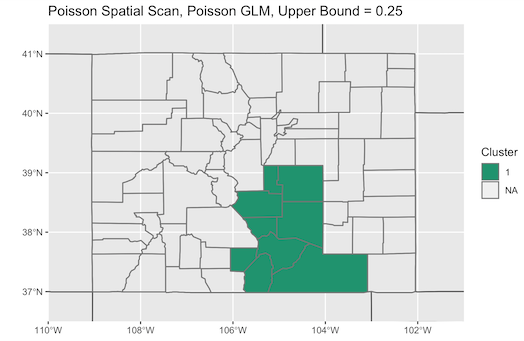 Poisson Spatial Scan, Poisson GLM, Upper Bound = 0.25
41°N
40°N
39°N
38°N
37°N
110°W 108°W 106°W 104°W 102°W
Cluster
1
NA